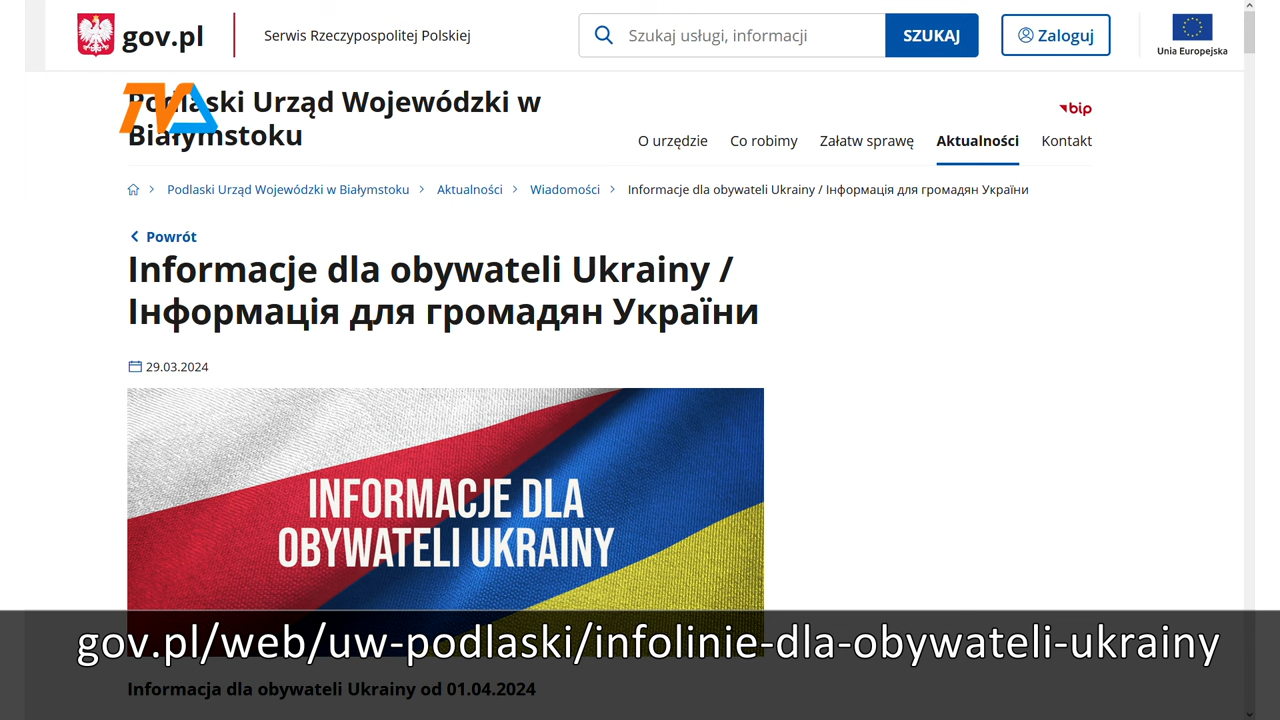 gov.pl
Serwis Rzeczypospolitej Polskiej
Szukaj usługi, informacji
SZUKAJ
Zaloguj
Unia Europejska
TVA
Podlaski Urząd Wojewódzki w
Białymstoku
bip
O urzędzie
Co robimy
Załatw sprawę
Aktualności
Kontakt
Podlaski Urząd Wojewódzki w Białymstoku > Aktualności > Wiadomości > Informacje dla obywateli Ukrainy / Інформація для громадян України
Powrót
Informacje dla obywateli Ukrainy /
Інформація для громадян України
29.03.2024
INFORMACJE DLA
OBYWATELI UKRAINY
gov.pl/web/uw-podlaski/infolinie-dla-obywateli-ukrainy
Informacja dla obywateli Ukrainy od 01.04.2024